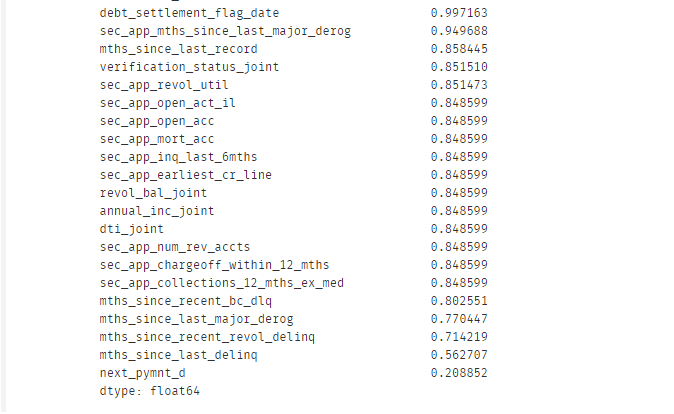 debt_settlement_flag_date 0.997163
sec_app_mths_since_last_major_derog 0.949688
mths_since_last_record 0.858445
verification_status_joint 0.851510
sec_app_revol_util 0.851473
sec_app_open_act_il 0.848599
sec_app_open_acc 0.848599
sec_app_mort_acc 0.848599
sec_app_inq_last_6mths 0.848599
sec_app_earliest_cr_line 0.848599
revol_bal_joint 0.848599
annual_inc_joint 0.848599
dti_joint 0.848599
sec_app_num_rev_accts 0.848599
sec_app_chargeoff_within_12_mths 0.848599
sec_app_collections_12_mths_ex_med 0.848599
mths_since_recent_bc_dlq 0.802551
mths_since_last_major_derog 0.770447
mths_since_recent_revol_delinq 0.714219
mths_since_last_delinq 0.562707
next_pymnt_d 0.208852
dtype: float64